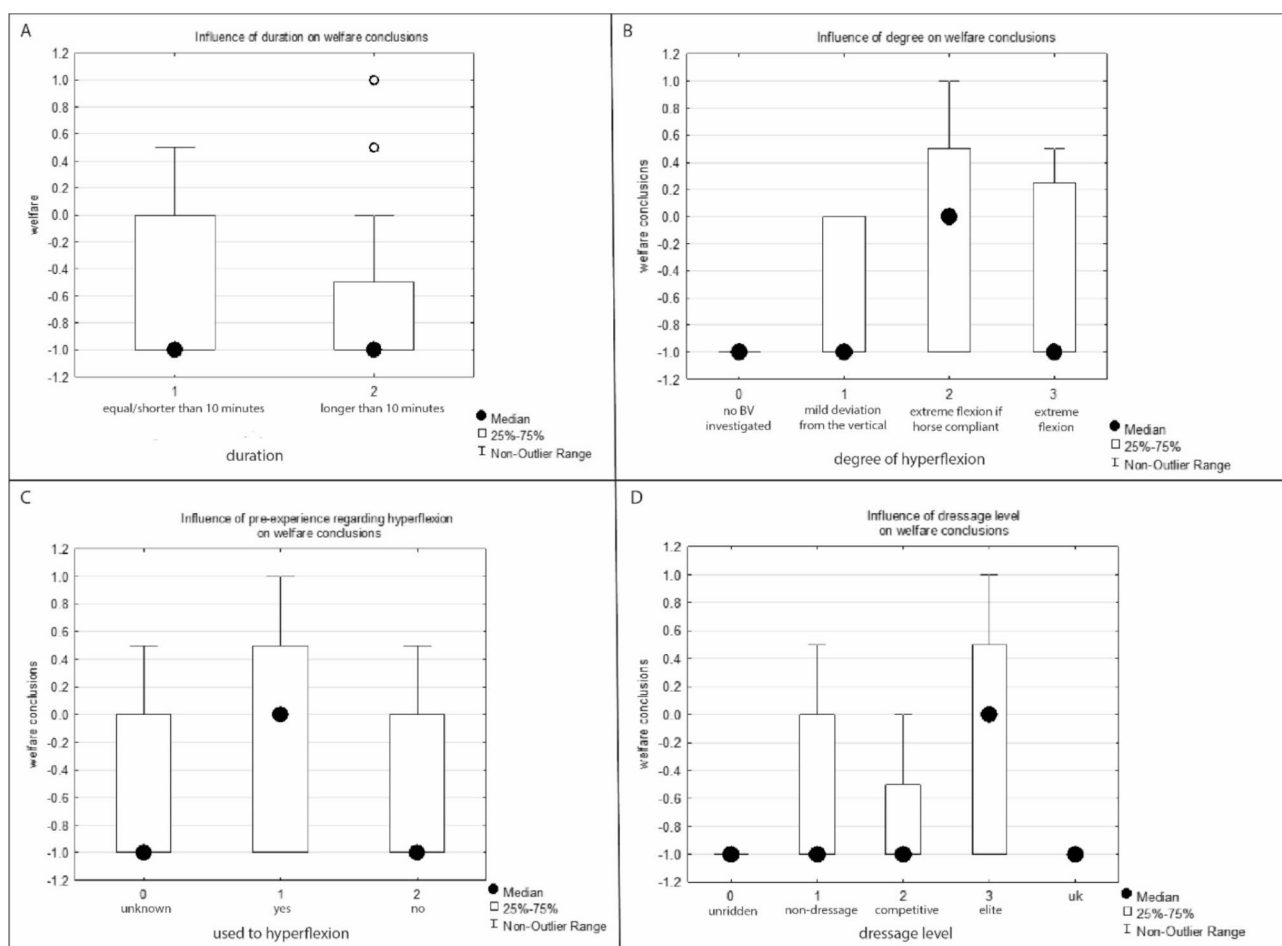 A
Influence of duration on welfare conclusions
1.2
1.0
0.8
0.6
0.4
0.2
0.0
-0.2
-0.4
-0.6
-0.8
-1.0
-1.2
welfare
1
2
equal/shorter than 10 minutes
longer than 10 minutes
duration
Median
25%-75%
Non-Outlier Range
B
Influence of degree on welfare conclusions
1.2
1.0
0.8
0.6
0.4
0.2
0.0
-0.2
-0.4
-0.6
-0.8
-1.0
-1.2
welfare conclusions
0
1
2
3
no BV
investigated
mild deviation
from the vertical
extreme flexion if
horse compliant
extreme
flexion
degree of hyperflexion
Median
25%-75%
Non-Outlier Range
C
Influence of pre-experience regarding hyperflexion
on welfare conclusions
1.2
1.0
0.8
0.6
0.4
0.2
0.0
-0.2
-0.4
-0.6
-0.8
-1.0
-1.2
welfare conclusions
0
1
2
unknown
yes
no
used to hyperflexion
Median
25%-75%
Non-Outlier Range
D
Influence of dressage level
on welfare conclusions
1.2
1.0
0.8
0.6
0.4
0.2
0.0
-0.2
-0.4
-0.6
-0.8
-1.0
-1.2
welfare conclusions
0
1
2
3
uk
unridden
non-dressage
competitive
elite
dressage level
Median
25%-75%
Non-Outlier Range